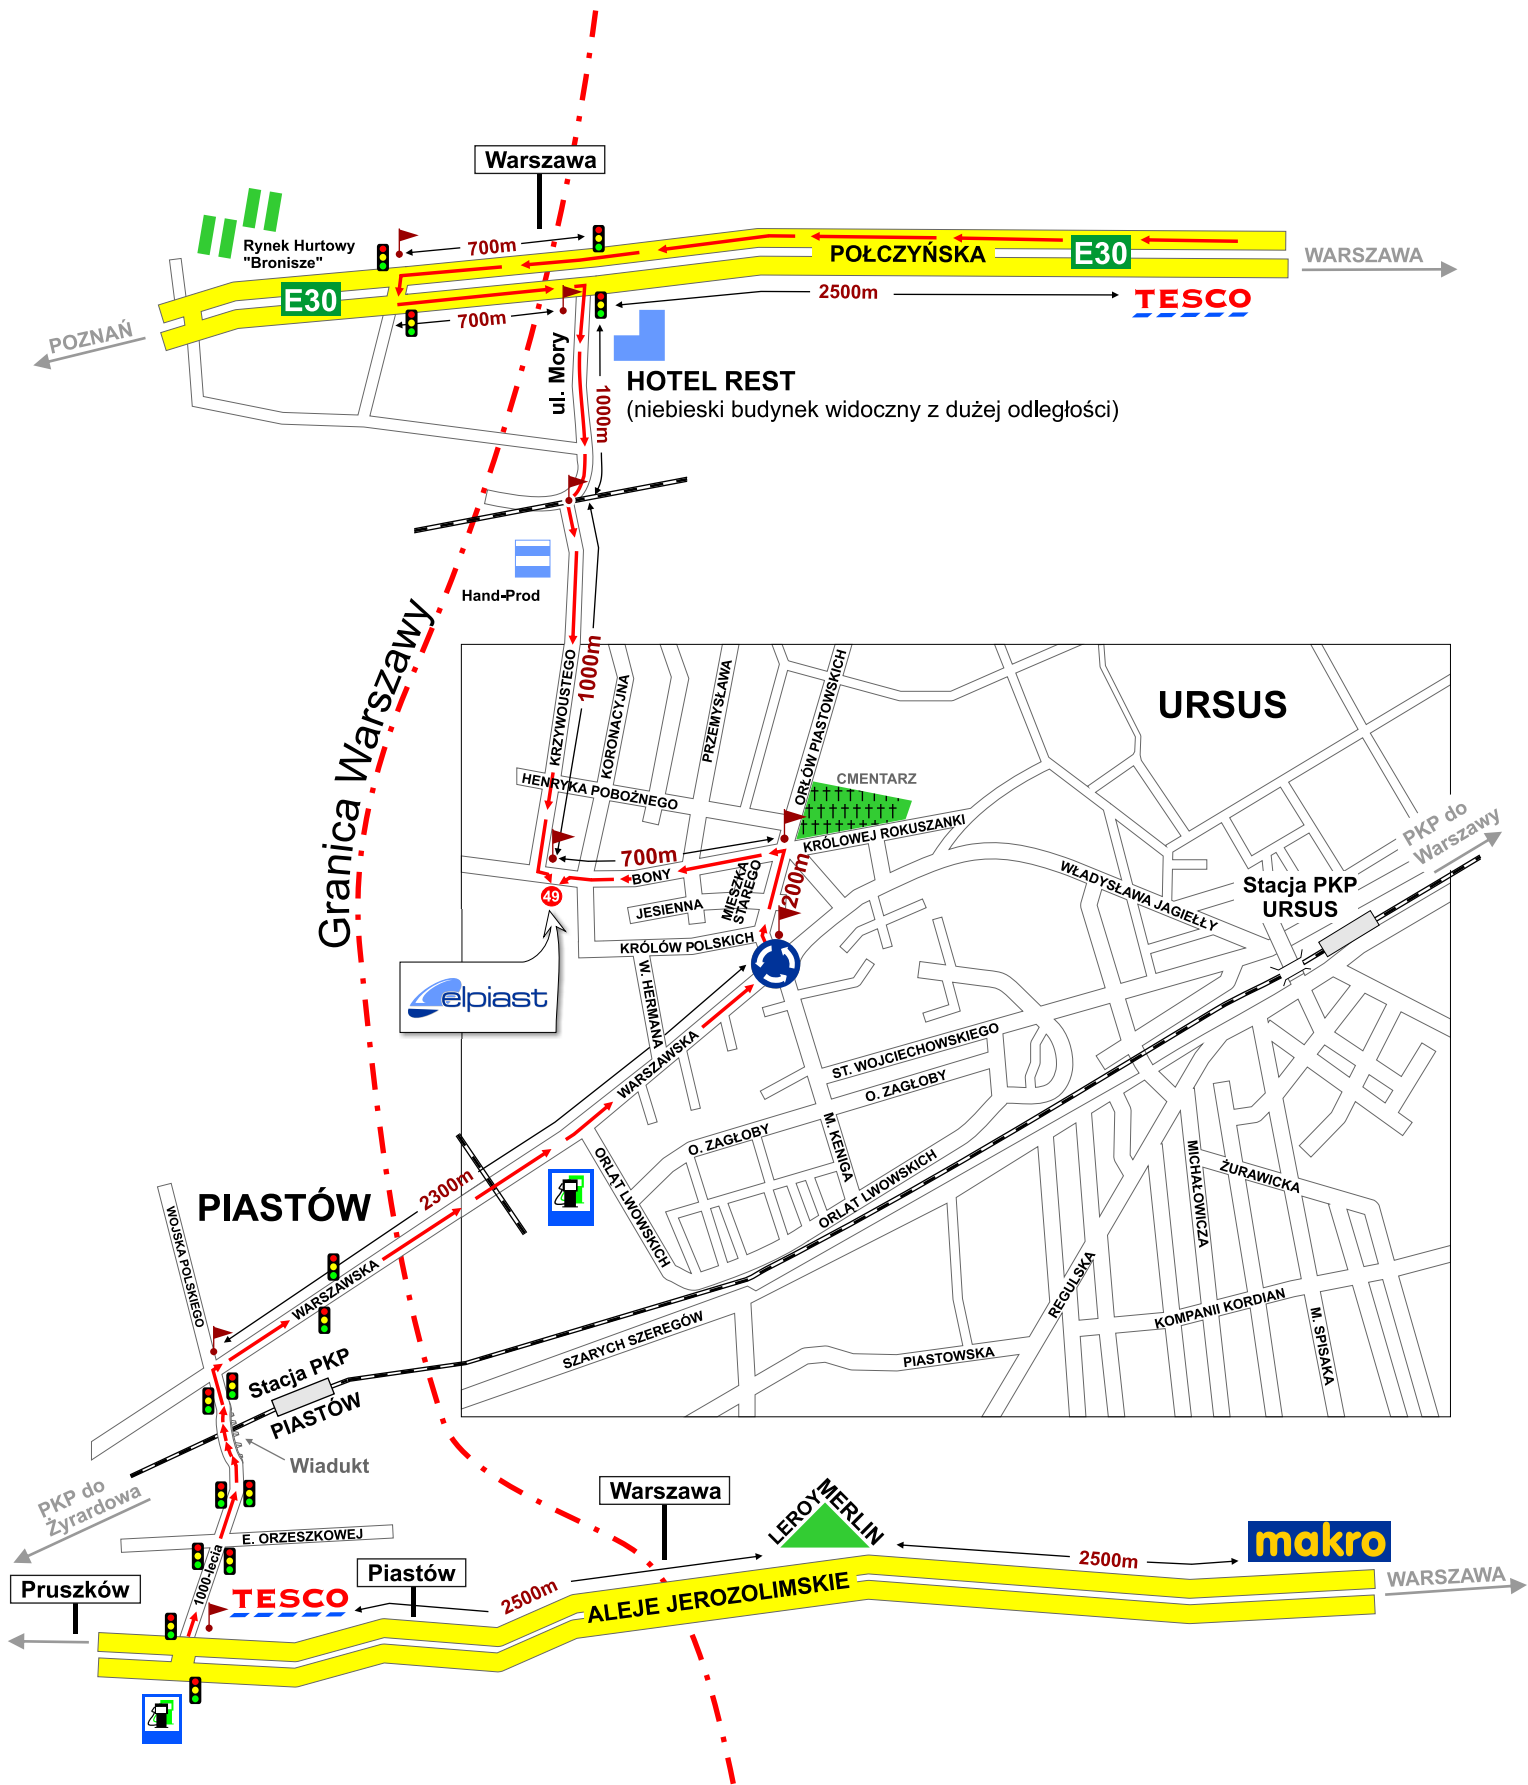 Warszawa
Rynek Hurtowy
"Bronisze"
700m
POŁCZYŃSKA
E30
WARSZAWA
E30
700m
2500m
TESCO
POZNAŃ
ul. Mory
1000m
HOTEL REST
(niebieski budynek widoczny z dużej odległości)
Hand-Prod
Granica Warszawy
1000m
KRZYWOUSTEGO
KORONACYJNA
PRZEMYSŁAWA
ORŁÓW PIASTOWSKICH
URSUS
HENRYKA POBOŻNEGO
CMENTARZ
KRÓLOWEJ ROKUSZANKI
PKP do
Warszawy
700m
BONY
MIESZKA
STAREGO
200m
49
JESIENNA
KRÓLÓW POLSKICH
WŁADYSŁAWA JAGIEŁŁY
Stacja PKP
URSUS
elpiast
W. HERMANA
WARSZAWSKA
ST. WOJCIECHOWSKIEGO
O. ZAGŁOBY
O. ZAGŁOBY
M. KENIGA
ORLAT LWOWSKICH
ORLAT LWOWSKICH
MICHAŁOWICZA
ŻURAWICKA
2300m
PIASTÓW
WOJSKA POLSKIEGO
WARSZAWSKA
REGULSKA
KOMPANII KORDIAN
M. SPISAKA
SZARYCH SZEREGÓW
PIASTOWSKA
Stacja PKP
PIASTÓW
Wiadukt
PKP do
Żyrardowa
E. ORZESZKOWEJ
1000-lecia
Warszawa
LEROY
MERLIN
makro
2500m
WARSZAWA
Pruszków
TESCO
Piastów
2500m
ALEJE JEROZOLIMSKIE